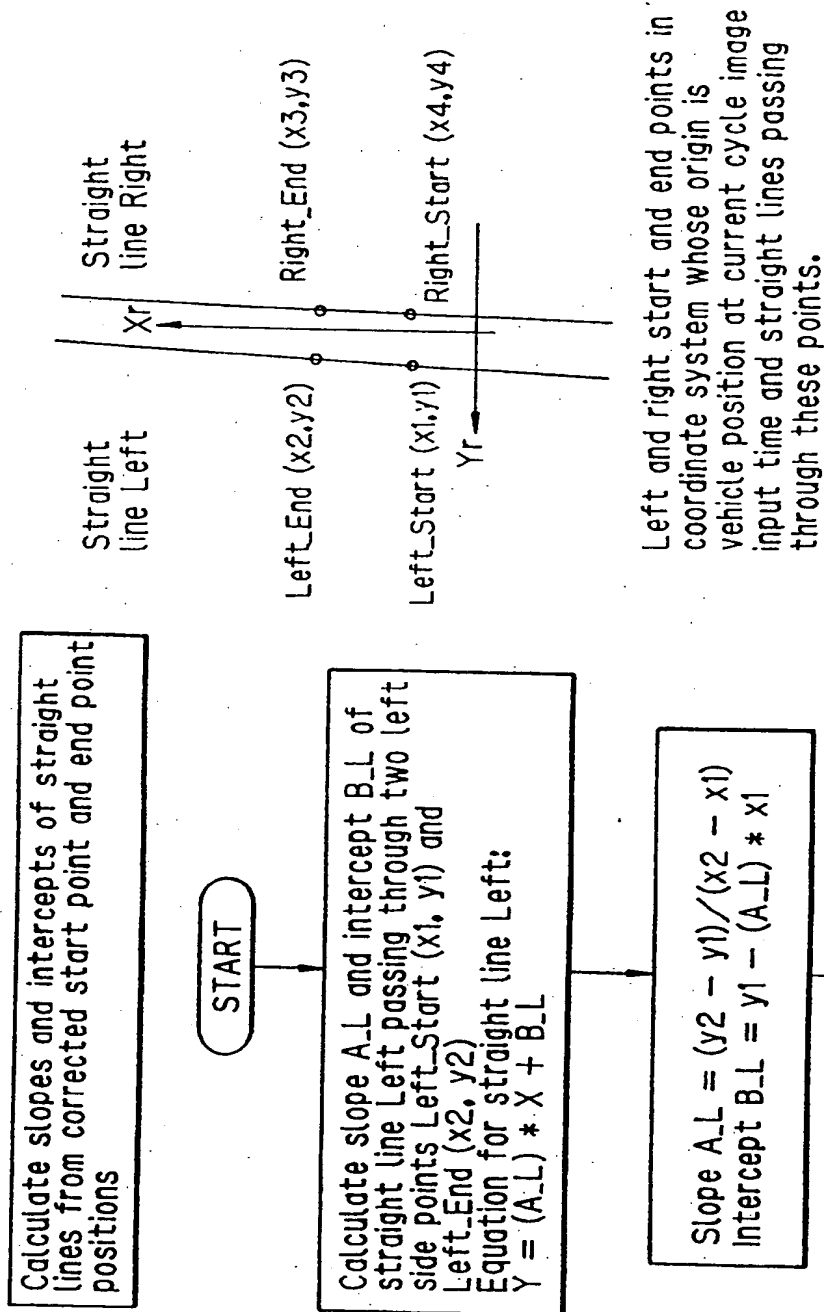 Calculate slopes and intercepts of straight
lines from corrected start point and end point
positions
START
Calculate slope A_L and intercept B_L of
straight line Left passing through two left
side points Left_Start (x1, y1) and
Left_End (x2, y2)
Equation for straight line Left:
Y = (A_L) * X + B_L
Slope A_L = (y2 − y1)/(x2 − x1)
Intercept B_L = y1 − (A_L) * x1
Straight
line Left
Straight
line Right
Xr
Left_End (x2,y2)
Right_End (x3,y3)
Left_Start (x1,y1)
Right_Start (x4,y4)
Yr
Left and right start and end points in
coordinate system whose origin is
vehicle position at current cycle image
input time and straight lines passing
through these points.